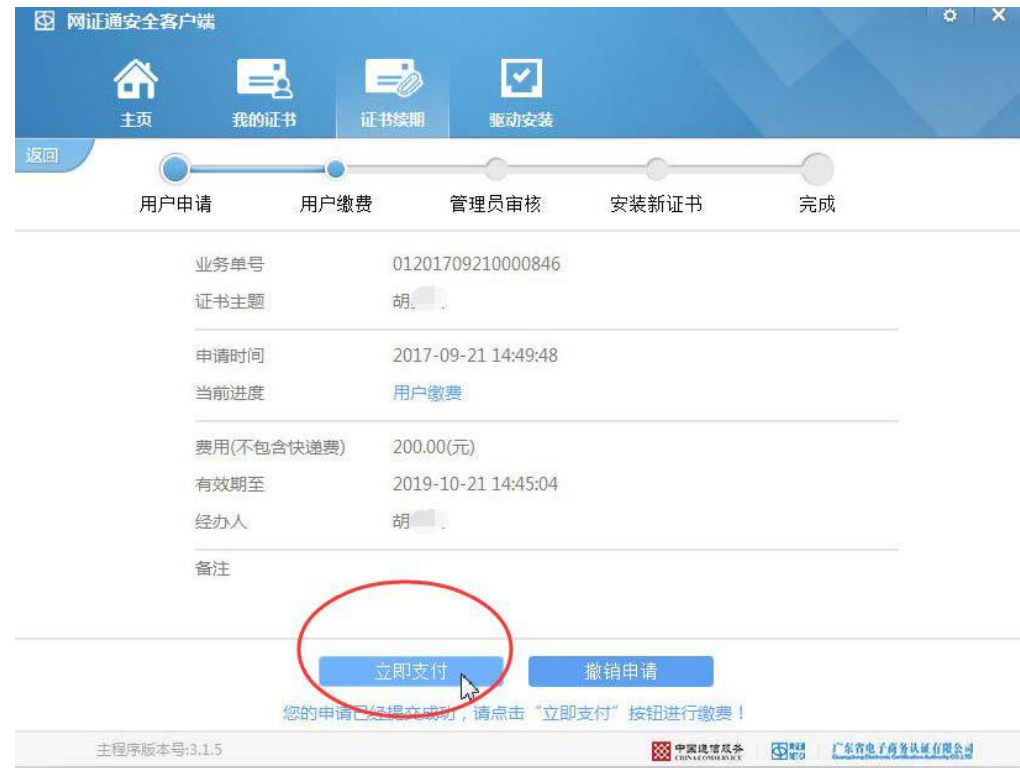 网证通安全客户端
主页 我的证书 证书续期 驱动安装
返回
用户申请 用户缴费 管理员审核 安装新证书 完成
业务单号 01201709210000846
证书主题 胡
申请时间 2017-09-21 14:49:48
当前进度 用户缴费
费用(不包含快递费) 200.00(元)
有效期至 2019-10-21 14:45:04
经办人 胡
备注
立即支付 撤销申请
您的申请已经提交成功，请点击“立即支付”按钮进行缴费！
主程序版本号:3.1.5 中国通信服务 CHINA COMSERVICE 广东省电子商务认证有限公司